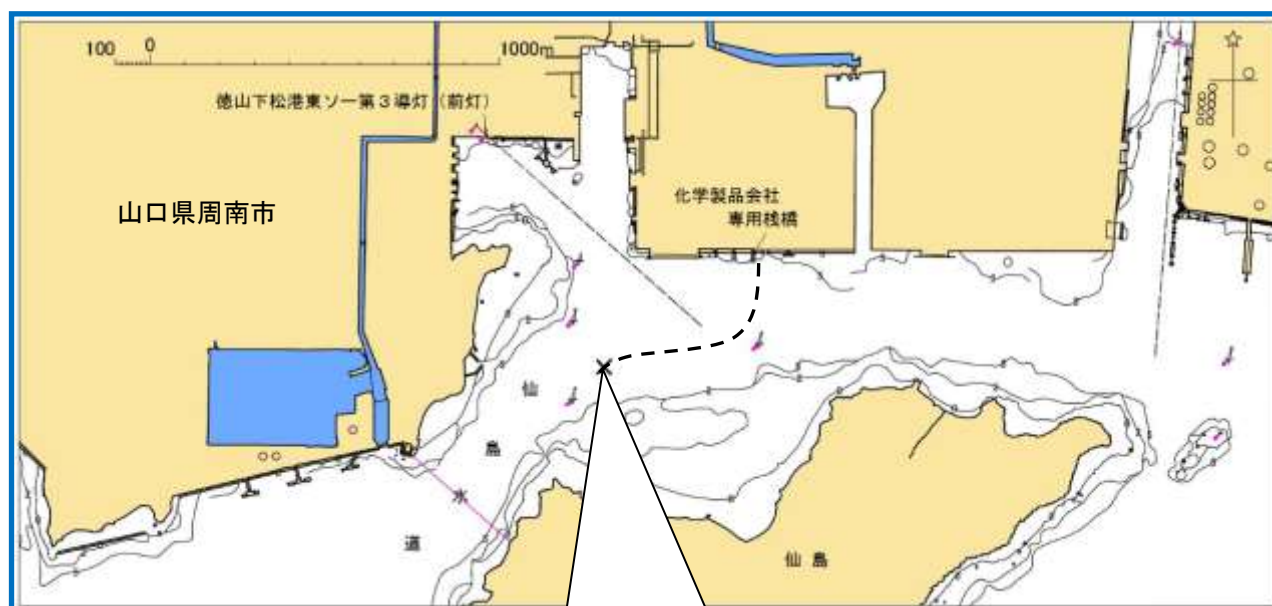 100 0 1000m
徳山下松港東ソー第3導灯(前灯)
化学製品会社
専用桟橋
山口県周南市
仙
島
水
道
仙島